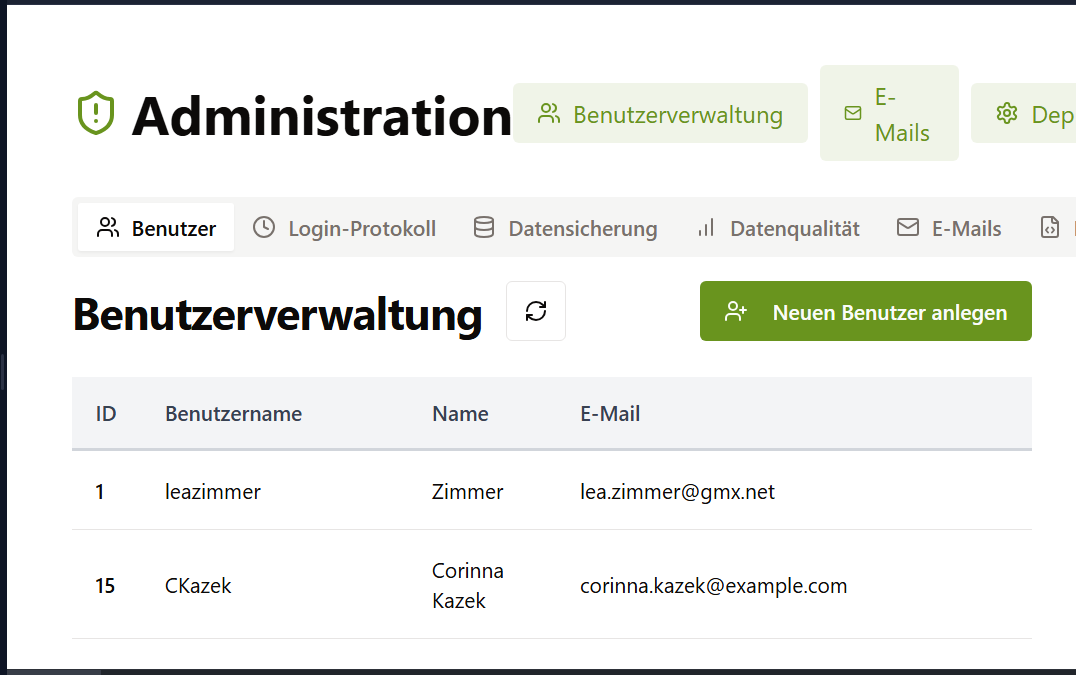 Administration
Benutzerverwaltung
E-
Mails
Dep
Benutzer
Login-Protokoll
Datensicherung
Datenqualität
E-Mails
Benutzerverwaltung
Neuen Benutzer anlegen
ID Benutzername Name E-Mail
1 leazimmer Zimmer lea.zimmer@gmx.net
15 CKazek Corinna Kazek corinna.kazek@example.com